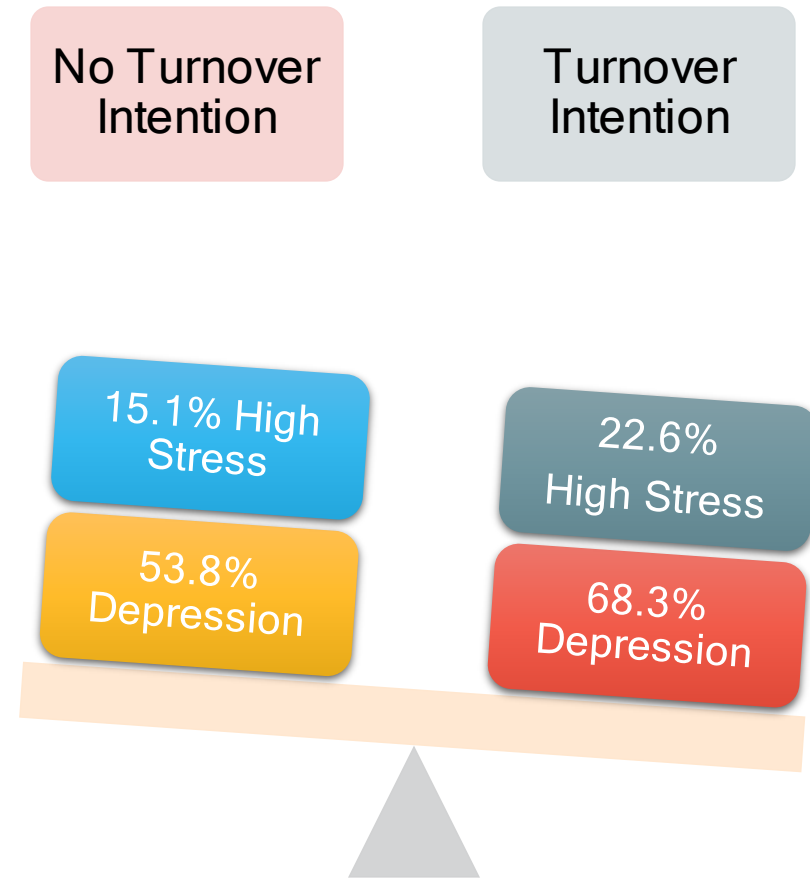 No Turnover
Intention
Turnover
Intention
15.1% High
Stress
53.8%
Depression
22.6%
High Stress
68.3%
Depression